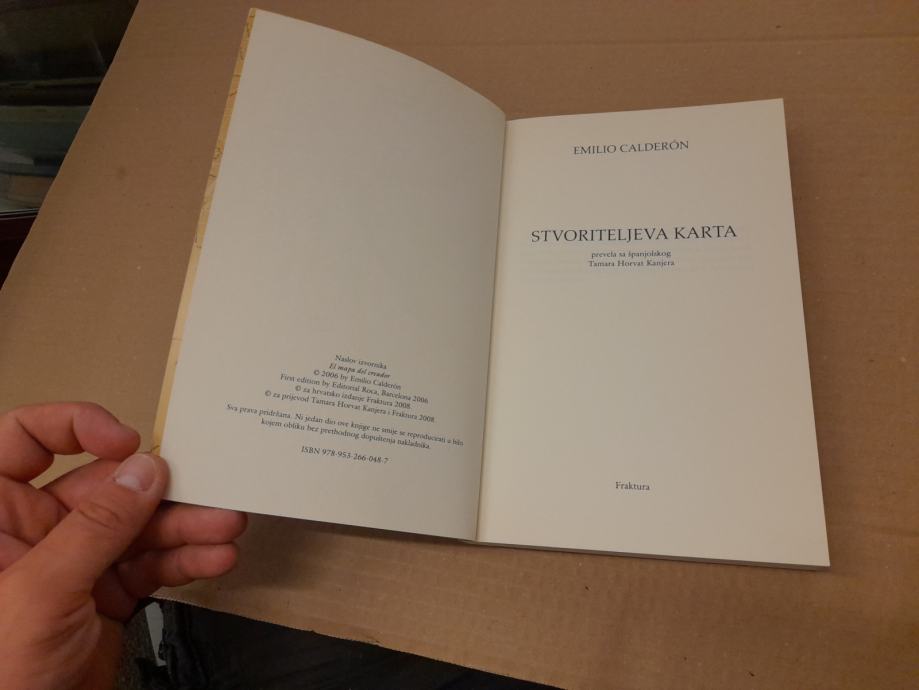 Naslov izvornika
El mapa del creador
© 2006 by Emilio Calderón
First edition by Editorial Roca, Barcelona 2006
© za hrvatsko izdanje Fraktura 2008.
© za prijevod Tamara Horvat Kanjera i Fraktura 2008.
Sva prava pridržana. Ni jedan dio ove knjige ne smije se reproducirati u bilo
kojem obliku bez prethodnog dopuštenja nakladnika.
ISBN 978-953-266-048-7
EMILIO CALDERÓN
STVORITELJEVA KARTA
prevela sa španjolskog
Tamara Horvat Kanjera
Fraktura